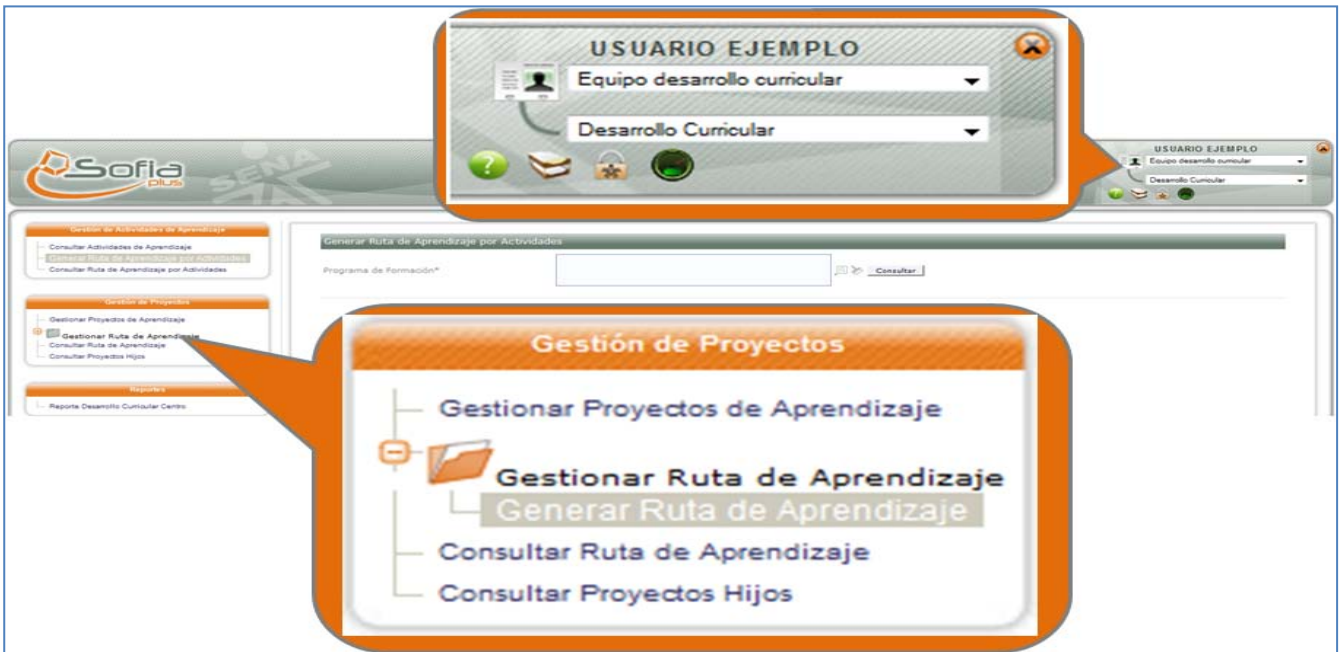 USUARIO EJEMPLO
Equipo desarrollo curricular
Desarrollo Curricular
Sofia
plus
SENA
USUARIO EJEMPLO
Equipo desarrollo curricular
Desarrollo Curricular
Gestión de Actividades de Aprendizaje
Consultar Actividades de Aprendizaje
Generar Ruta de Aprendizaje por Actividades
Consultar Ruta de Aprendizaje por Actividades
Generar Ruta de Aprendizaje por Actividades
Programa de Formación*
Consultar
Gestión de Proyectos
Gestionar Proyectos de Aprendizaje
Gestionar Ruta de Aprendizaje
Consultar Ruta de Aprendizaje
Consultar Proyectos Hijos
Reportes
Reporte Desarrollo Curricular Centro
Gestión de Proyectos
Gestionar Proyectos de Aprendizaje
Gestionar Ruta de Aprendizaje
Generar Ruta de Aprendizaje
Consultar Ruta de Aprendizaje
Consultar Proyectos Hijos